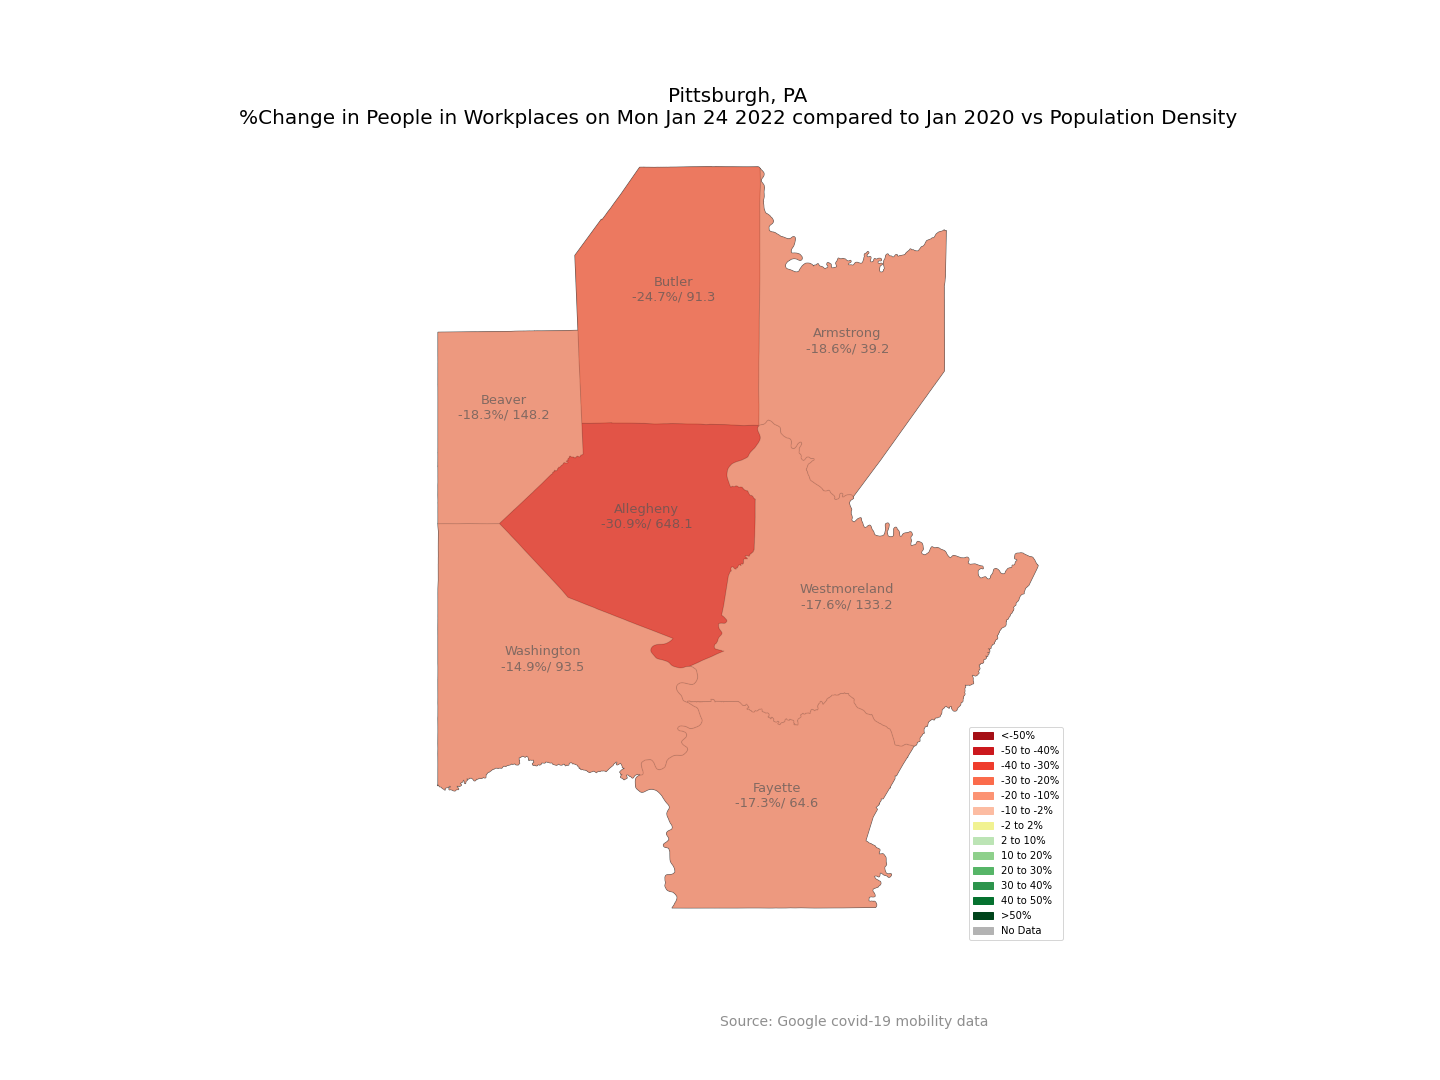 Pittsburgh, PA
%Change in People in Workplaces on Mon Jan 24 2022 compared to Jan 2020 vs Population Density
Butler
-24.7%/ 91.3
Armstrong
-18.6%/ 39.2
Beaver
-18.3%/ 148.2
Allegheny
-30.9%/ 648.1
Westmoreland
-17.6%/ 133.2
Washington
-14.9%/ 93.5
Fayette
-17.3%/ 64.6
<-50%
-50 to -40%
-40 to -30%
-30 to -20%
-20 to -10%
-10 to -2%
-2 to 2%
2 to 10%
10 to 20%
20 to 30%
30 to 40%
40 to 50%
>50%
No Data
Source: Google covid-19 mobility data